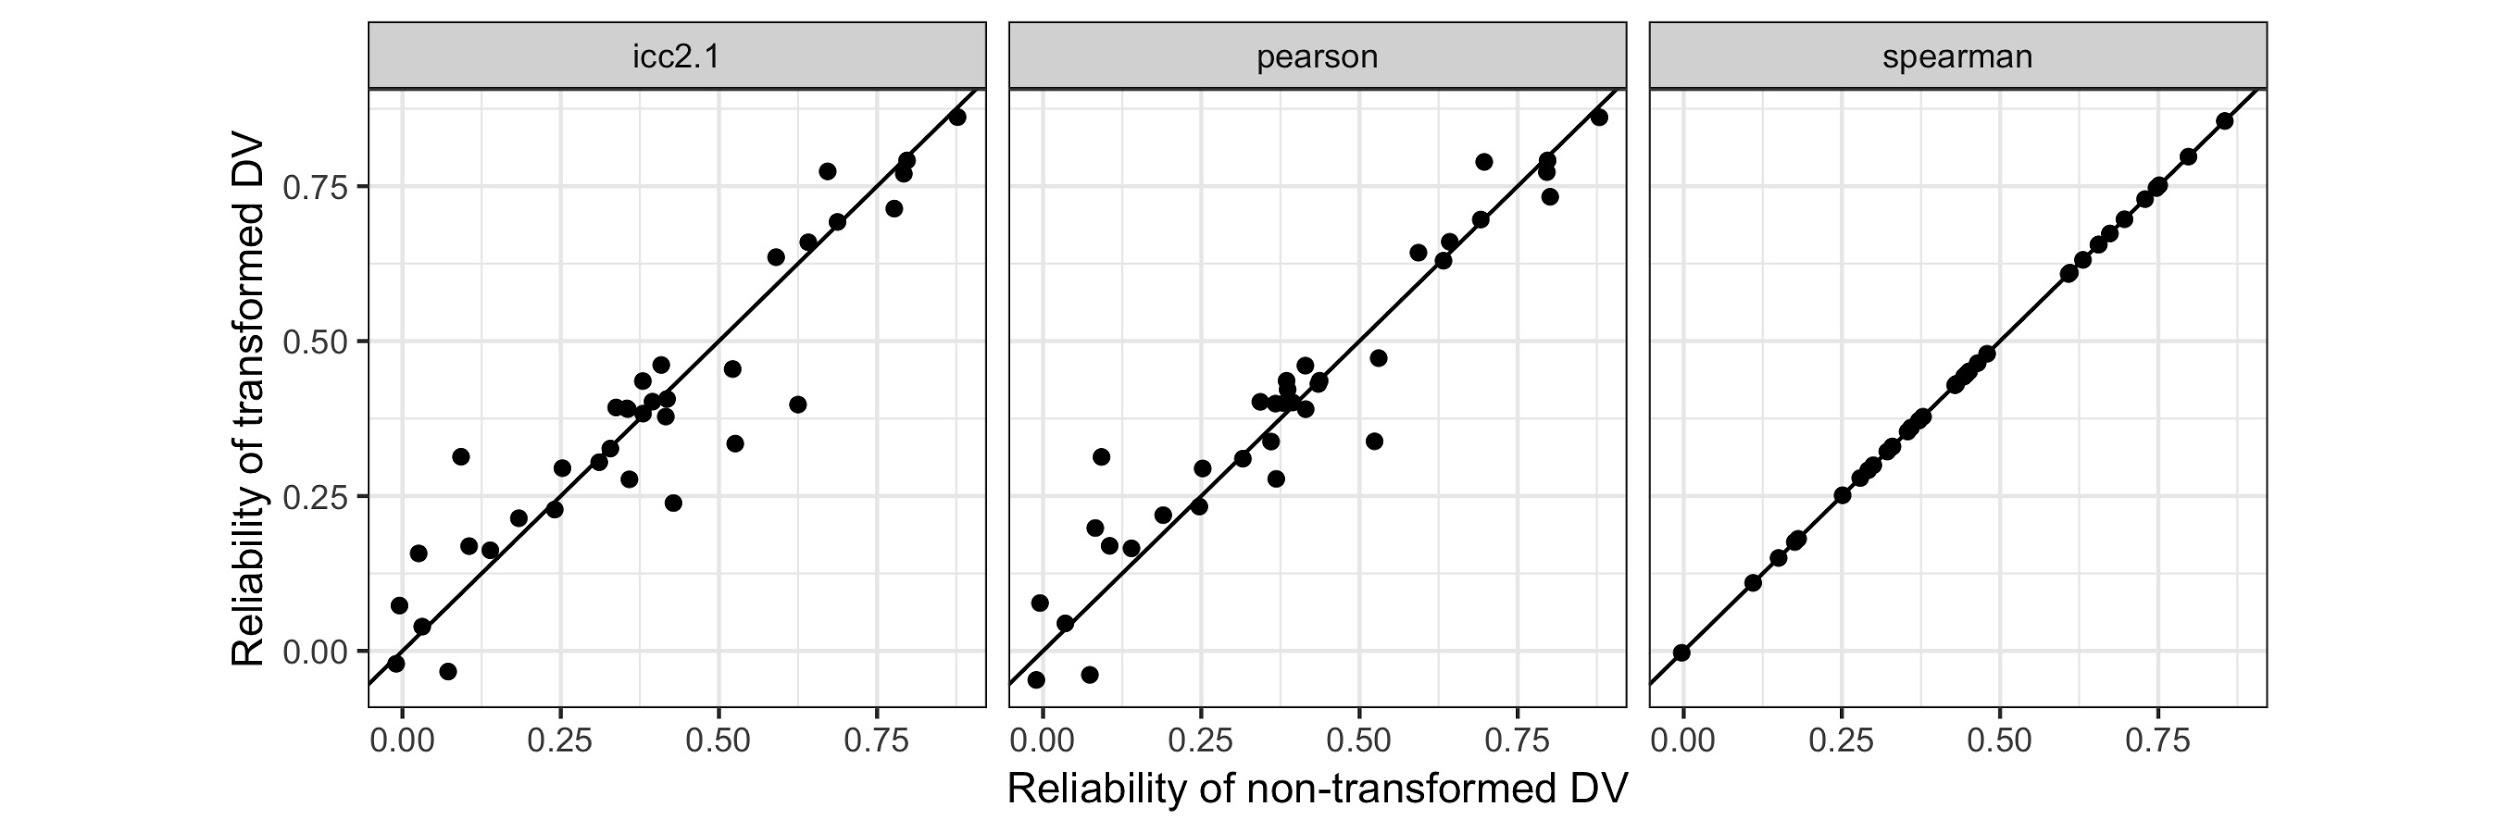 icc2.1 pearson spearman
Reliability of transformed DV
0.75
0.50
0.25
0.00
0.00 0.25 0.50 0.75 0.00 0.25 0.50 0.75 0.00 0.25 0.50 0.75
Reliability of non-transformed DV